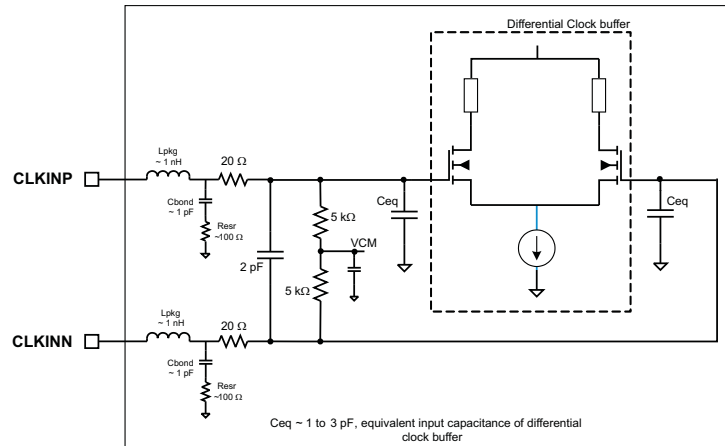 Differential Clock buffer
Lpkg
~ 1 nH
20 Ω
CLKINP
Cbond
~ 1 pF
Resr
~100 Ω
5 kΩ
Ceq
Ceq
VCM
2 pF
5 kΩ
Lpkg
~ 1 nH
20 Ω
CLKINN
Cbond
~ 1 pF
Resr
~100 Ω
Ceq ~ 1 to 3 pF, equivalent input capacitance of differential
clock buffer